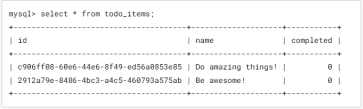 mysql> select * from todo_items;
+--------------------------------------+--------------------+-----------+
| id | name | completed |
+--------------------------------------+--------------------+-----------+
| c906ff08-60e6-44e6-8f49-ed56a0853e85 | Do amazing things! | 0 |
| 2912a79e-8486-4bc3-a4c5-460793a575ab | Be awesome! | 0 |
+--------------------------------------+--------------------+-----------+